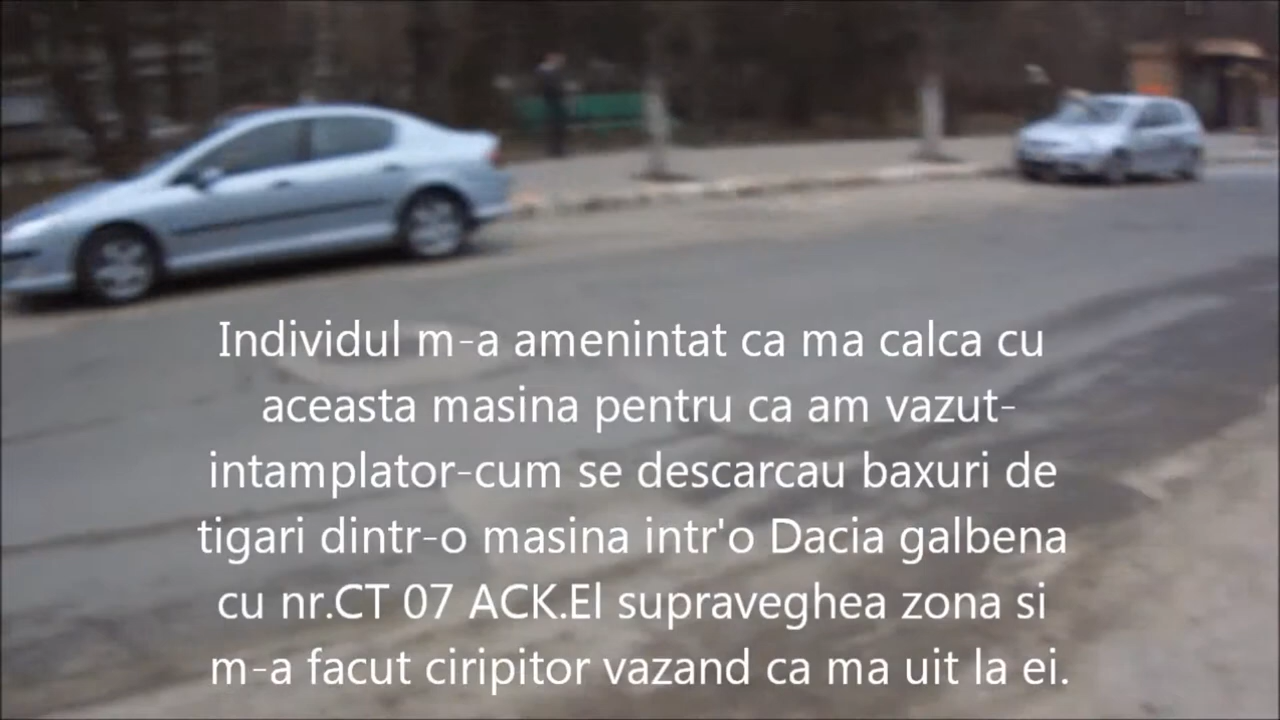 Individul m-a amenintat ca ma calca cu
aceasta masina pentru ca am vazut-
intamplator-cum se descarcau baxuri de
tigari dintr-o masina intr'o Dacia galbena
cu nr.CT 07 ACK.El supraveghea zona si
m-a facut ciripitor vazand ca ma uit la ei.